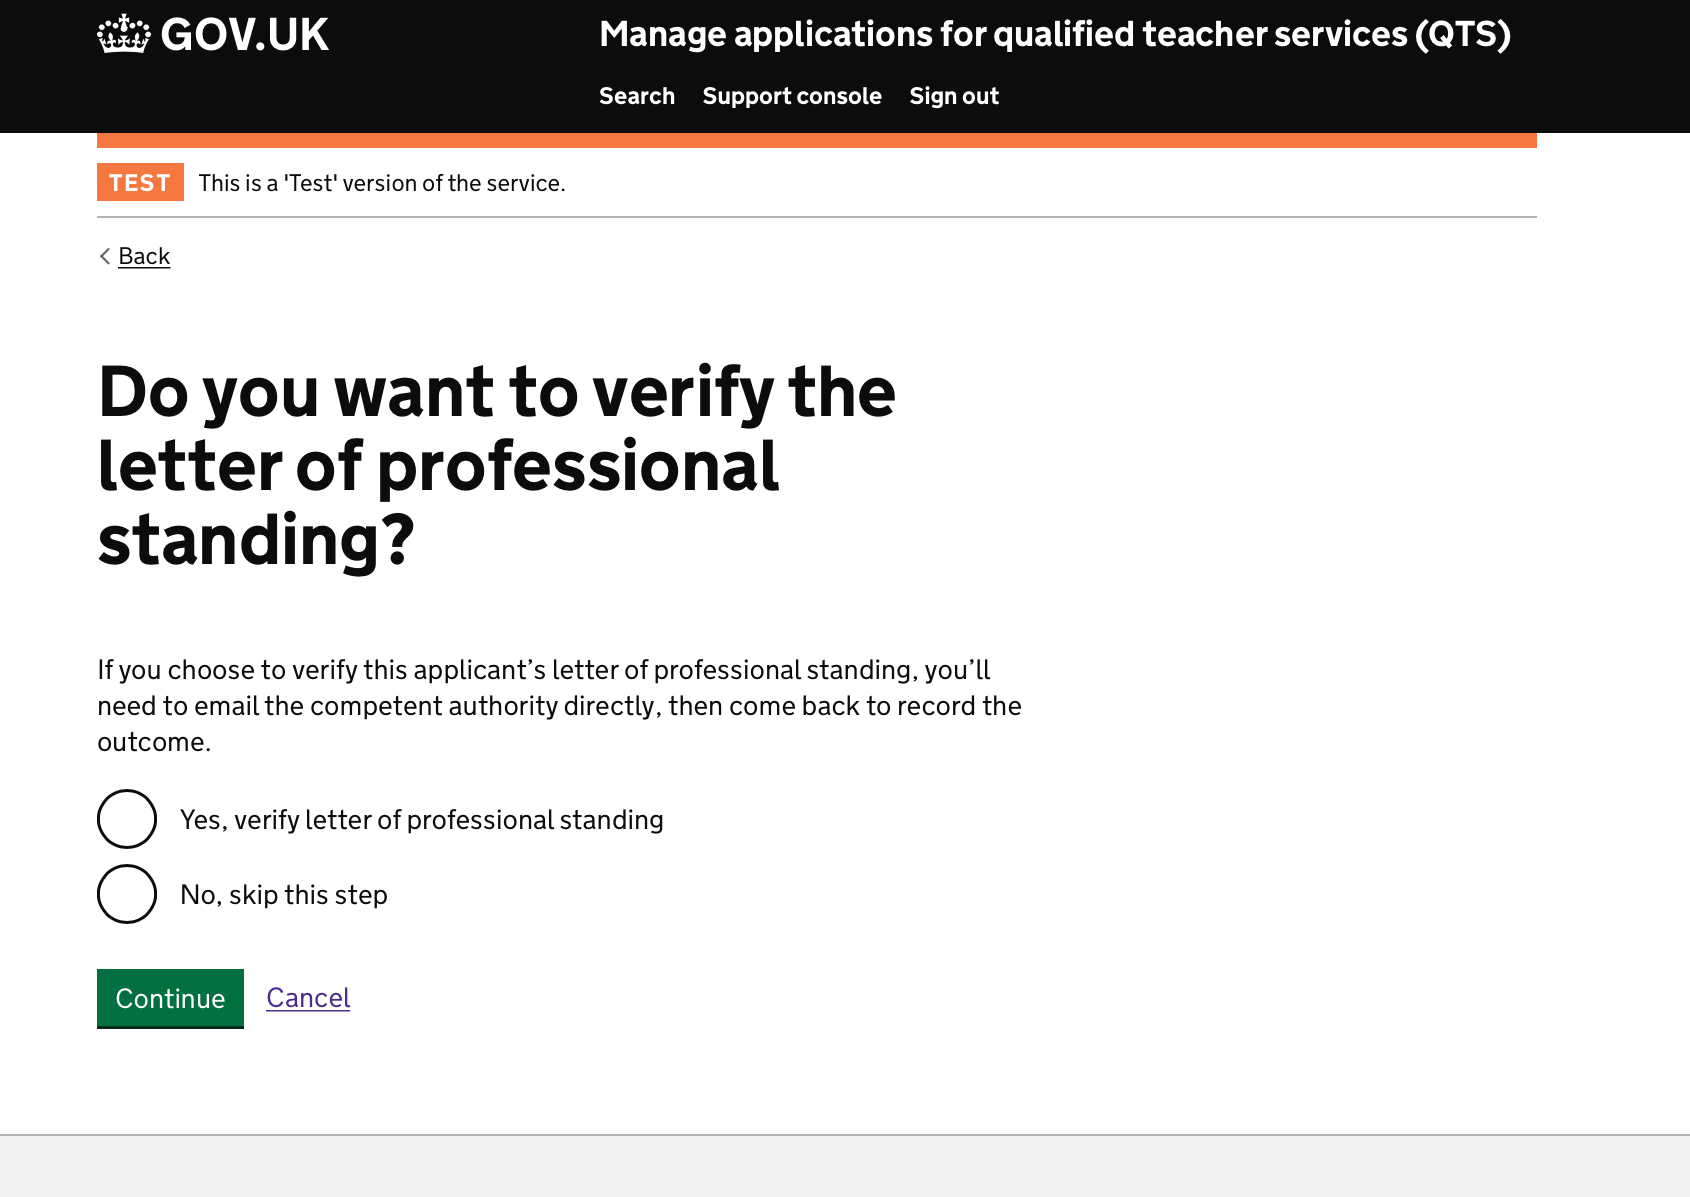 GOV.UK
Manage applications for qualified teacher services (QTS)
Search Support console Sign out
TEST This is a 'Test' version of the service.
Back
Do you want to verify the
letter of professional
standing?
If you choose to verify this applicant’s letter of professional standing, you’ll
need to email the competent authority directly, then come back to record the
outcome.
Yes, verify letter of professional standing
No, skip this step
Continue Cancel